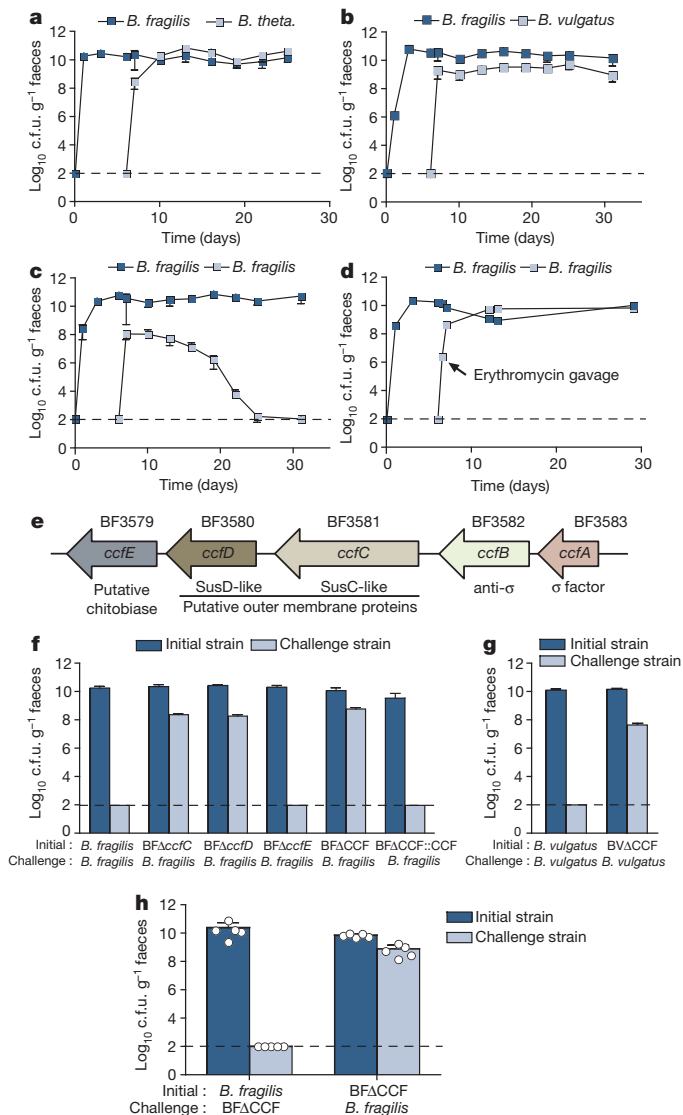 a
B. fragilis B. theta.
Log10 c.f.u. g−1 faeces
12
10
8
6
4
2
0
0 10 20 30
Time (days)
b
B. fragilis B. vulgatus
Log10 c.f.u. g−1 faeces
12
10
8
6
4
2
0
0 10 20 30
Time (days)
c
B. fragilis B. fragilis
Log10 c.f.u. g−1 faeces
12
10
8
6
4
2
0
0 10 20 30
Time (days)
d
B. fragilis B. fragilis
Log10 c.f.u. g−1 faeces
12
10
8
6
4
2
0
Erythromycin gavage
0 10 20 30
Time (days)
e
BF3579 BF3580 BF3581 BF3582 BF3583
ccfE ccfD ccfC ccfB ccfA
Putative chitobiase
SusD-like SusC-like
Putative outer membrane proteins
anti-σ
σ factor
f
Initial strain Challenge strain
Log10 c.f.u. g−1 faeces
12
10
8
6
4
2
0
Initial : B. fragilis BFΔccfC BFΔccfD BFΔccfE BFΔCCF BFΔCCF::CCF
Challenge : B. fragilis B. fragilis B. fragilis B. fragilis B. fragilis B. fragilis
g
Initial strain
Challenge strain
Log10 c.f.u. g−1 faeces
12
10
8
6
4
2
0
Initial : B. vulgatus BVΔCCF
Challenge : B. vulgatus B. vulgatus
h
Initial strain
Challenge strain
Log10 c.f.u. g−1 faeces
12
10
8
6
4
2
0
Initial : B. fragilis BFΔCCF
Challenge : BFΔCCF B. fragilis